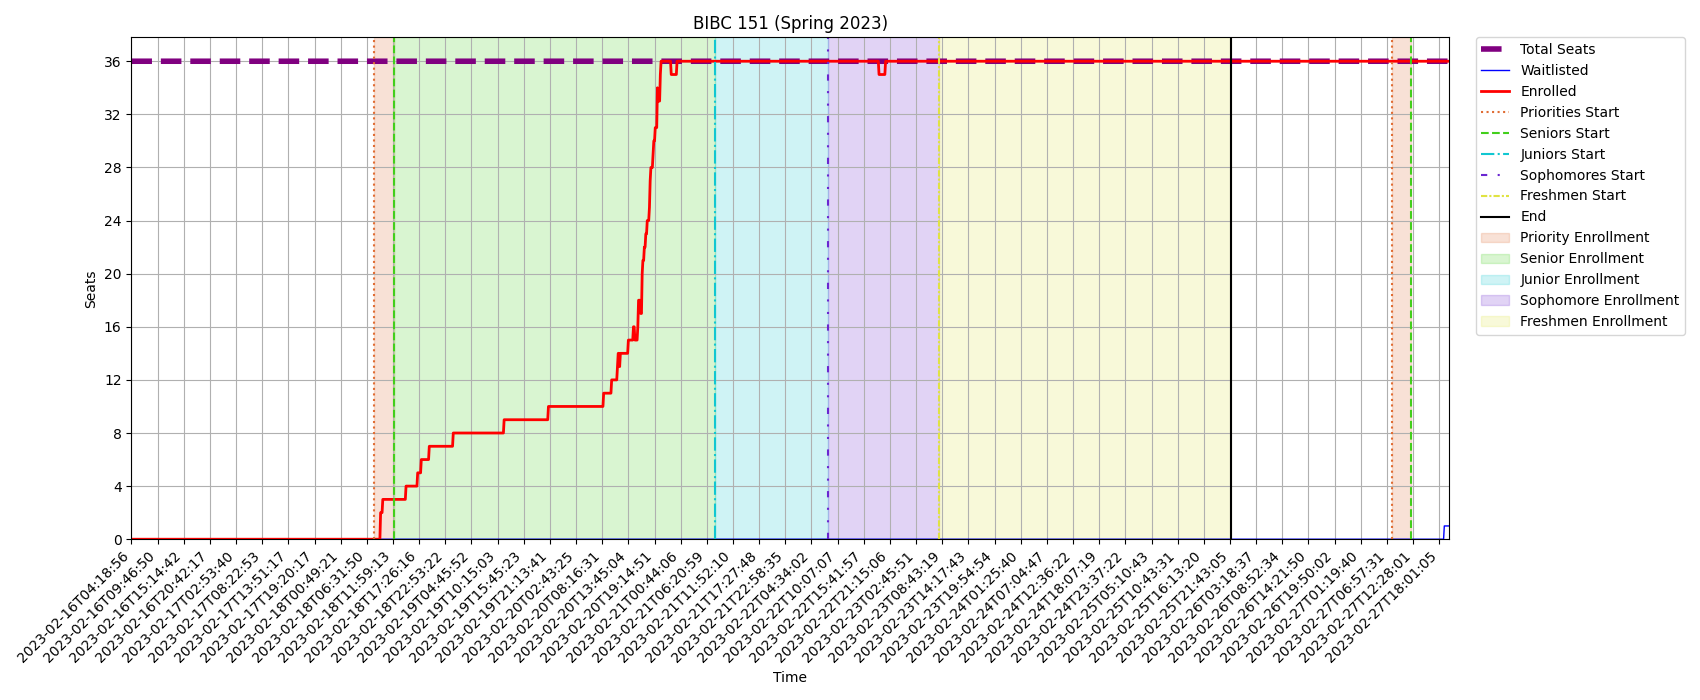 BIBC 151 (Spring 2023)
Seats
36
32
28
24
20
16
12
8
4
0
2023-02-16T04:18:56
2023-02-16T09:46:50
2023-02-16T15:14:42
2023-02-16T20:42:17
2023-02-17T02:53:40
2023-02-17T08:22:53
2023-02-17T13:51:17
2023-02-17T19:20:17
2023-02-18T00:49:21
2023-02-18T06:31:50
2023-02-18T11:59:13
2023-02-18T17:26:16
2023-02-18T22:53:22
2023-02-19T04:45:52
2023-02-19T10:15:03
2023-02-19T15:45:23
2023-02-19T21:13:41
2023-02-20T02:43:25
2023-02-20T08:16:31
2023-02-20T13:45:04
2023-02-20T19:14:51
2023-02-21T00:44:06
2023-02-21T06:20:59
2023-02-21T11:52:10
2023-02-21T17:27:48
2023-02-21T22:58:35
2023-02-22T04:34:02
2023-02-22T10:07:07
2023-02-22T15:41:57
2023-02-22T21:15:06
2023-02-23T02:45:51
2023-02-23T08:43:19
2023-02-23T14:17:43
2023-02-23T19:54:54
2023-02-24T01:25:40
2023-02-24T07:04:47
2023-02-24T12:36:22
2023-02-24T18:07:19
2023-02-24T23:37:22
2023-02-25T05:10:43
2023-02-25T10:43:31
2023-02-25T16:13:20
2023-02-25T21:43:05
2023-02-26T03:18:37
2023-02-26T08:52:34
2023-02-26T14:21:50
2023-02-26T19:50:02
2023-02-27T01:19:40
2023-02-27T06:57:31
2023-02-27T12:28:01
2023-02-27T18:01:05
Time
Total Seats
Waitlisted
Enrolled
Priorities Start
Seniors Start
Juniors Start
Sophomores Start
Freshmen Start
End
Priority Enrollment
Senior Enrollment
Junior Enrollment
Sophomore Enrollment
Freshmen Enrollment